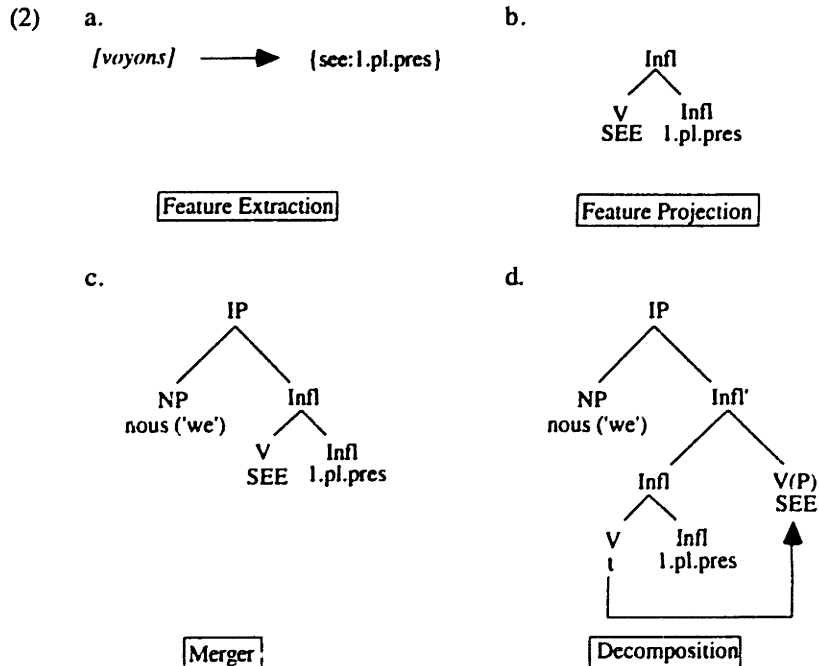 (2) a.
[voyons] {see:1.pl.pres}
Feature Extraction
b.
Infl
V Infl
SEE 1.pl.pres
Feature Projection
c.
IP
NP Infl
nous ('we')
V Infl
SEE 1.pl.pres
Merger
d.
IP
NP Infl'
nous ('we')
Infl V(P)
SEE
V Infl
t 1.pl.pres
Decomposition